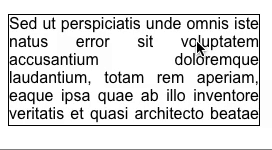 Sed ut perspiciatis unde omnis iste
natus error sit voluptatem
accusantium doloremque
laudantium, totam rem aperiam,
eaque ipsa quae ab illo inventore
veritatis et quasi architecto beatae